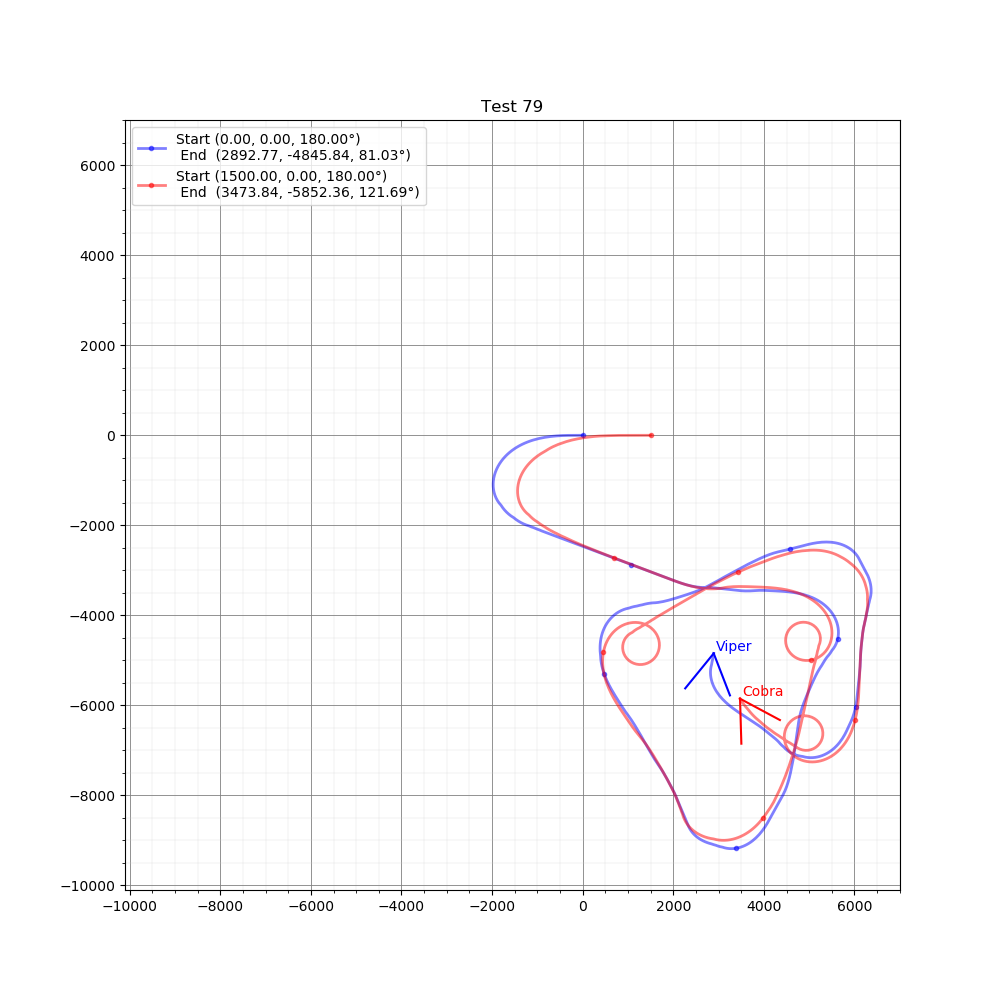 Test 79
Start (0.00, 0.00, 180.00°)
End (2892.77, -4845.84, 81.03°)
Start (1500.00, 0.00, 180.00°)
End (3473.84, -5852.36, 121.69°)
6000
4000
2000
0
−2000
−4000
−6000
−8000
−10000
Viper
Cobra
−10000 −8000 −6000 −4000 −2000 0 2000 4000 6000